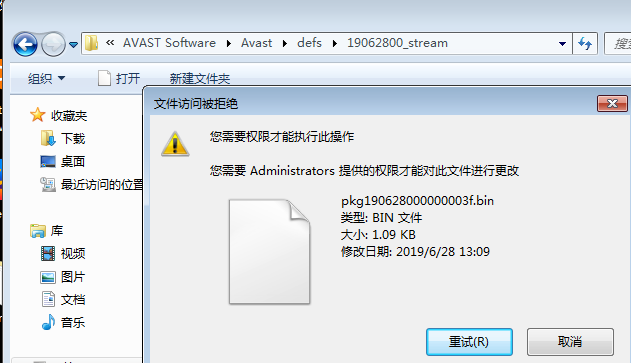 « AVAST Software ▸ Avast ▸ defs ▸ 19062800_stream
搜索
组织 打开 新建文件夹
文件访问被拒绝
收藏夹
下载
桌面
最近访问的位置
库
视频
图片
文档
音乐
您需要权限才能执行此操作
您需要 Administrators 提供的权限才能对此文件进行更改
pkg190628000000003f.bin
类型: BIN 文件
大小: 1.09 KB
修改日期: 2019/6/28 13:09
重试(R) 取消